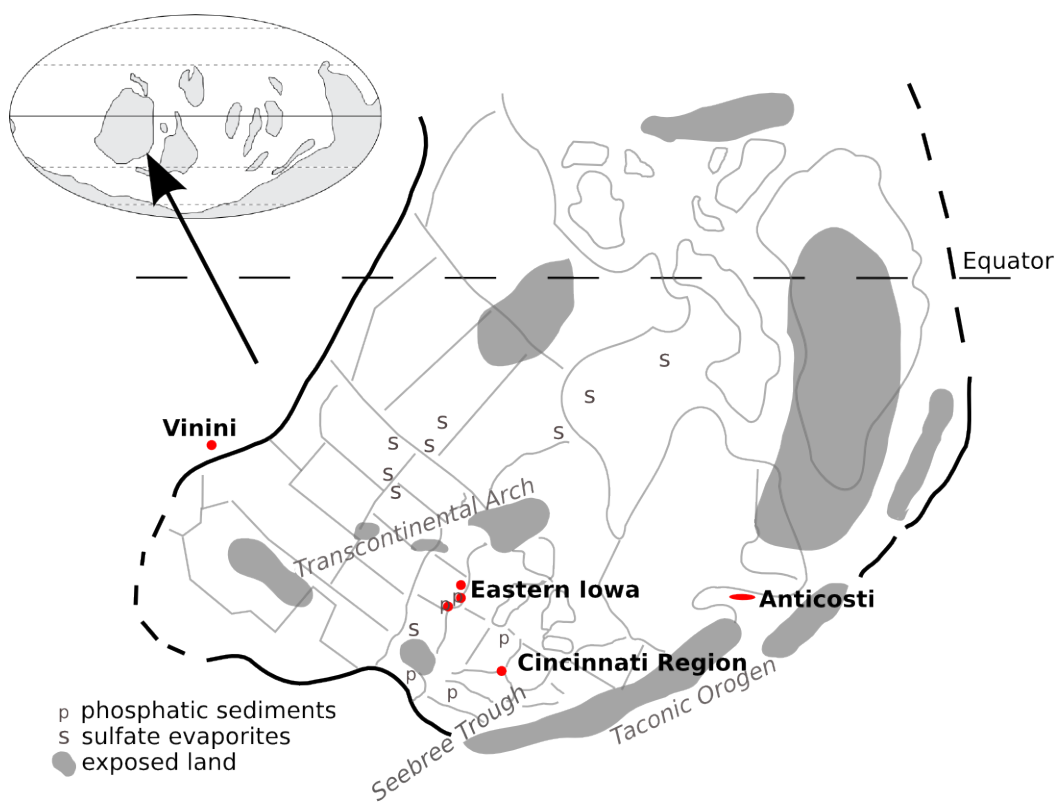 Equator
S
S
S
S
S
S
S
S
Vinini
Transcontinental Arch
Eastern Iowa
p
p
Anticosti
S
p
Cincinnati Region
p
p
Seebree Trough
Taconic Orogen
p phosphatic sediments
S sulfate evaporites
exposed land